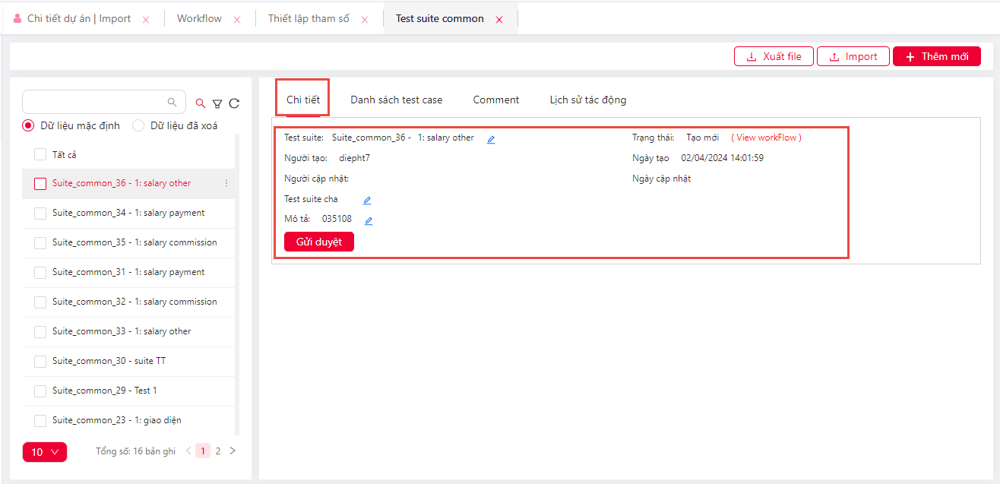 Chi tiết dự án | Import
Workflow
Thiết lập tham số
Test suite common
Xuất file
Import
Thêm mới
Dữ liệu mặc định
Dữ liệu đã xoá
Tất cả
Suite_common_36 - 1: salary other
Suite_common_34 - 1: salary payment
Suite_common_35 - 1: salary commission
Suite_common_31 - 1: salary payment
Suite_common_32 - 1: salary commission
Suite_common_33 - 1: salary other
Suite_common_30 - suite TT
Suite_common_29 - Test 1
Suite_common_23 - 1: giao diện
10
Tổng số: 16 bản ghi
1
2
Chi tiết
Danh sách test case
Comment
Lịch sử tác động
Test suite: Suite_common_36 - 1: salary other
Trạng thái: Tạo mới ( View workFlow )
Người tạo: diepht7
Ngày tạo 02/04/2024 14:01:59
Người cập nhật:
Ngày cập nhật
Test suite cha
Mô tả: 035108
Gửi duyệt